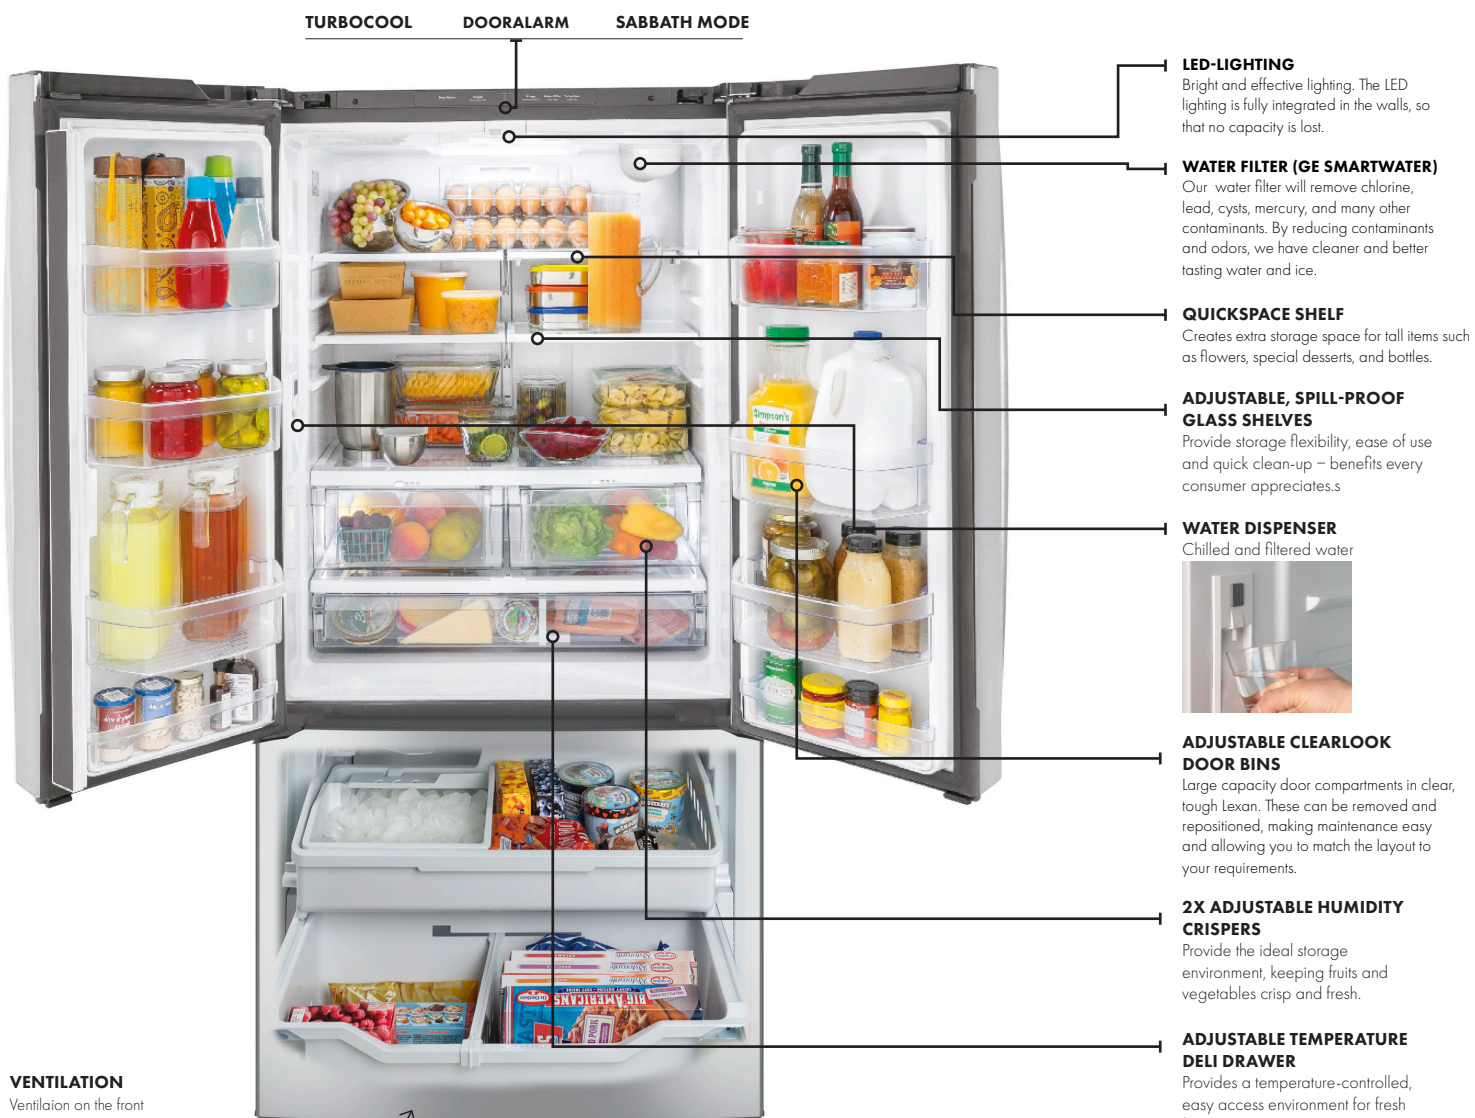 TURBOCOOL DOORALARM SABBATH MODE
LED-LIGHTING
Bright and effective lighting. The LED
lighting is fully integrated in the walls, so
that no capacity is lost.
WATER FILTER (GE SMARTWATER)
Our water filter will remove chlorine,
lead, cysts, mercury, and many other
contaminants. By reducing contaminants
and odors, we have cleaner and better
tasting water and ice.
QUICKSPACE SHELF
Creates extra storage space for tall items such
as flowers, special desserts, and bottles.
ADJUSTABLE, SPILL-PROOF
GLASS SHELVES
Provide storage flexibility, ease of use
and quick clean-up – benefits every
consumer appreciates.s
WATER DISPENSER
Chilled and filtered water
ADJUSTABLE CLEARLOOK
DOOR BINS
Large capacity door compartments in clear,
tough Lexan. These can be removed and
repositioned, making maintenance easy
and allowing you to match the layout to
your requirements.
2X ADJUSTABLE HUMIDITY
CRISPERS
Provide the ideal storage
environment, keeping fruits and
vegetables crisp and fresh.
ADJUSTABLE TEMPERATURE
DELI DRAWER
Provides a temperature-controlled,
easy access environment for fresh
VENTILATION
Ventilaion on the front
Simpson's
Ristorante
Ristorante
Ristorante
BIG AMERICANS